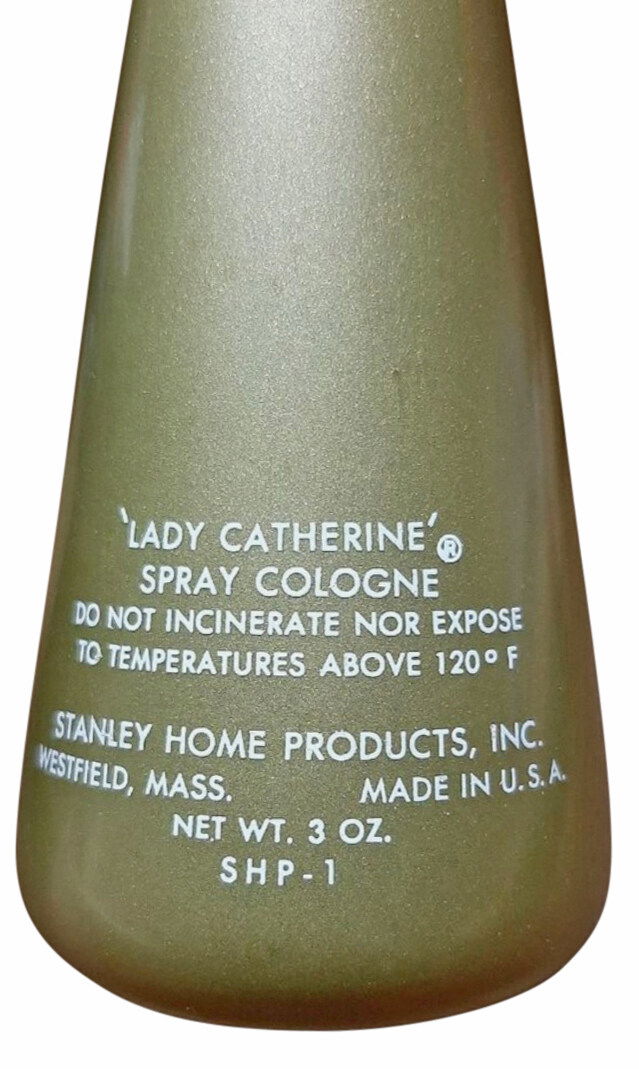 'LADY CATHERINE'®
SPRAY COLOGNE
DO NOT INCINERATE NOR EXPOSE
TO TEMPERATURES ABOVE 120° F
STANLEY HOME PRODUCTS, INC.
WESTFIELD, MASS. MADE IN U.S.A.
NET WT. 3 OZ.
SHP-1